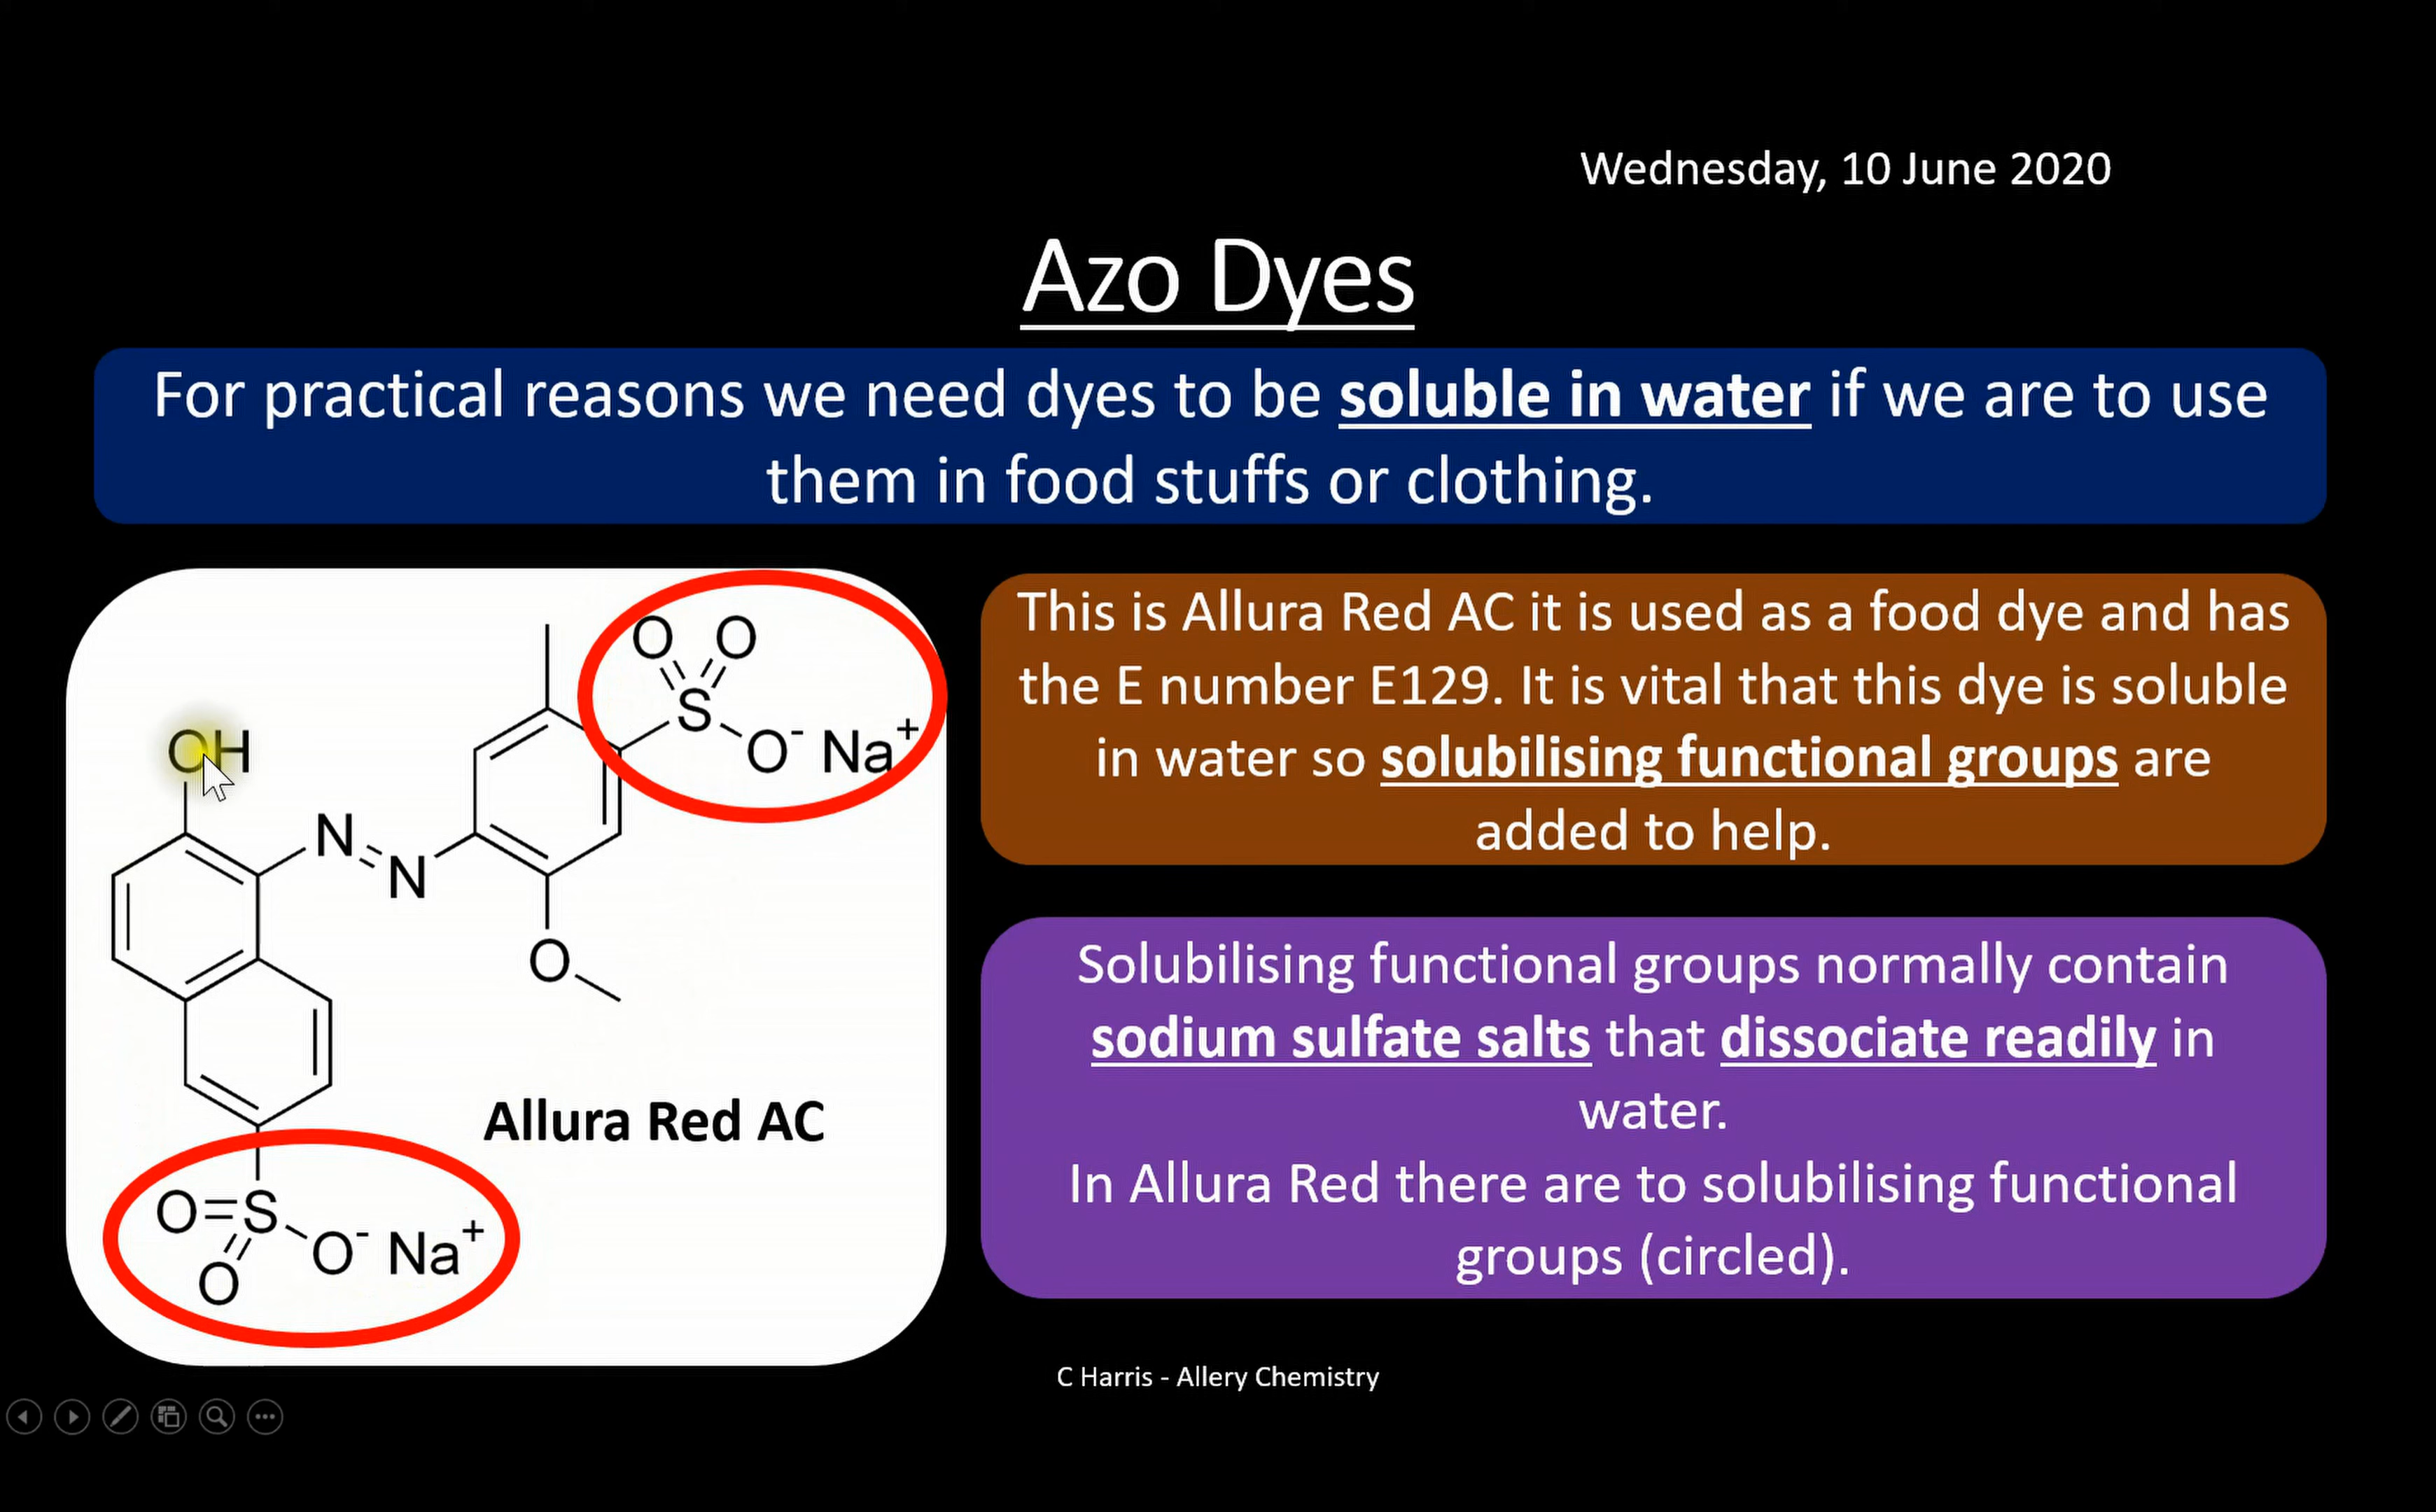 Wednesday, 10 June 2020
Azo Dyes
For practical reasons we need dyes to be soluble in water if we are to use
them in food stuffs or clothing.
O O
S
O⁻ Na⁺
OH
N
N
O
Allura Red AC
O=S
O⁻ Na⁺
O
This is Allura Red AC it is used as a food dye and has
the E number E129. It is vital that this dye is soluble
in water so solubilising functional groups are
added to help.
Solubilising functional groups normally contain
sodium sulfate salts that dissociate readily in
water.
In Allura Red there are to solubilising functional
groups (circled).
C Harris - Allery Chemistry